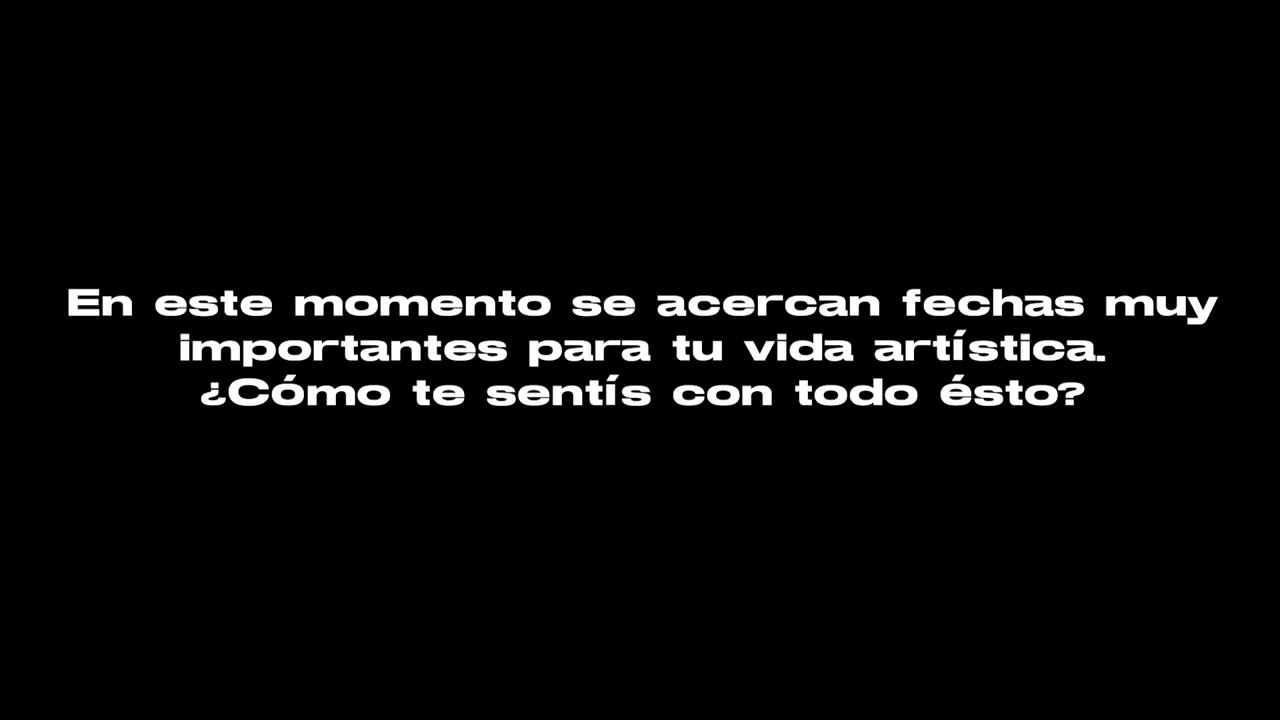 En este momento se acercan fechas muy
importantes para tu vida artística.
¿Cómo te sentís con todo ésto?